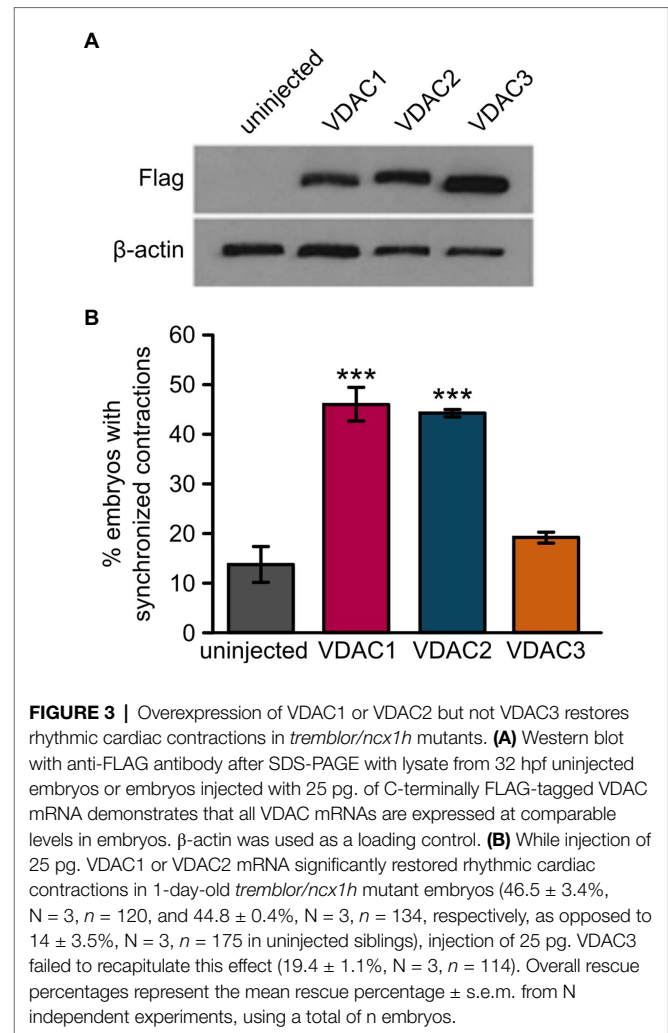 A
uninjected
VDAC1
VDAC2
VDAC3
Flag
β-actin
B
% embryos with
synchronized contractions
60
50
40
30
20
10
0
***
***
uninjected VDAC1 VDAC2 VDAC3
FIGURE 3 | Overexpression of VDAC1 or VDAC2 but not VDAC3 restores
rhythmic cardiac contractions in tremblor/ncx1h mutants. (A) Western blot
with anti-FLAG antibody after SDS-PAGE with lysate from 32 hpf uninjected
embryos or embryos injected with 25 pg. of C-terminally FLAG-tagged VDAC
mRNA demonstrates that all VDAC mRNAs are expressed at comparable
levels in embryos. β-actin was used as a loading control. (B) While injection of
25 pg. VDAC1 or VDAC2 mRNA significantly restored rhythmic cardiac
contractions in 1-day-old tremblor/ncx1h mutant embryos (46.5 ± 3.4%,
N = 3, n = 120, and 44.8 ± 0.4%, N = 3, n = 134, respectively, as opposed to
14 ± 3.5%, N = 3, n = 175 in uninjected siblings), injection of 25 pg. VDAC3
failed to recapitulate this effect (19.4 ± 1.1%, N = 3, n = 114). Overall rescue
percentages represent the mean rescue percentage ± s.e.m. from N
independent experiments, using a total of n embryos.